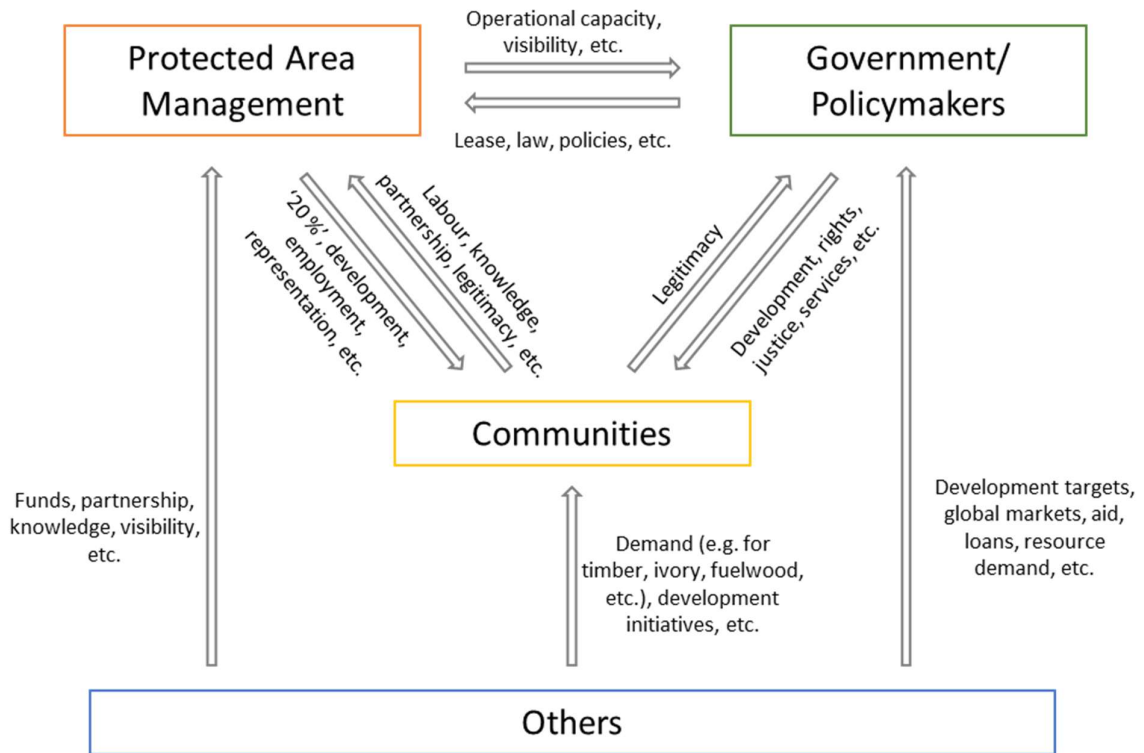 Operational capacity,
visibility, etc.
Protected Area
Management
Government/
Policymakers
Lease, law, policies, etc.
'20 %', development,
employment,
representation, etc.
Labour, knowledge,
partnership, legitimacy, etc.
Legitimacy
Development, rights,
justice, services, etc.
Communities
Funds, partnership,
knowledge, visibility,
etc.
Demand (e.g. for
timber, ivory, fuelwood,
etc.), development
initiatives, etc.
Development targets,
global markets, aid,
loans, resource
demand, etc.
Others